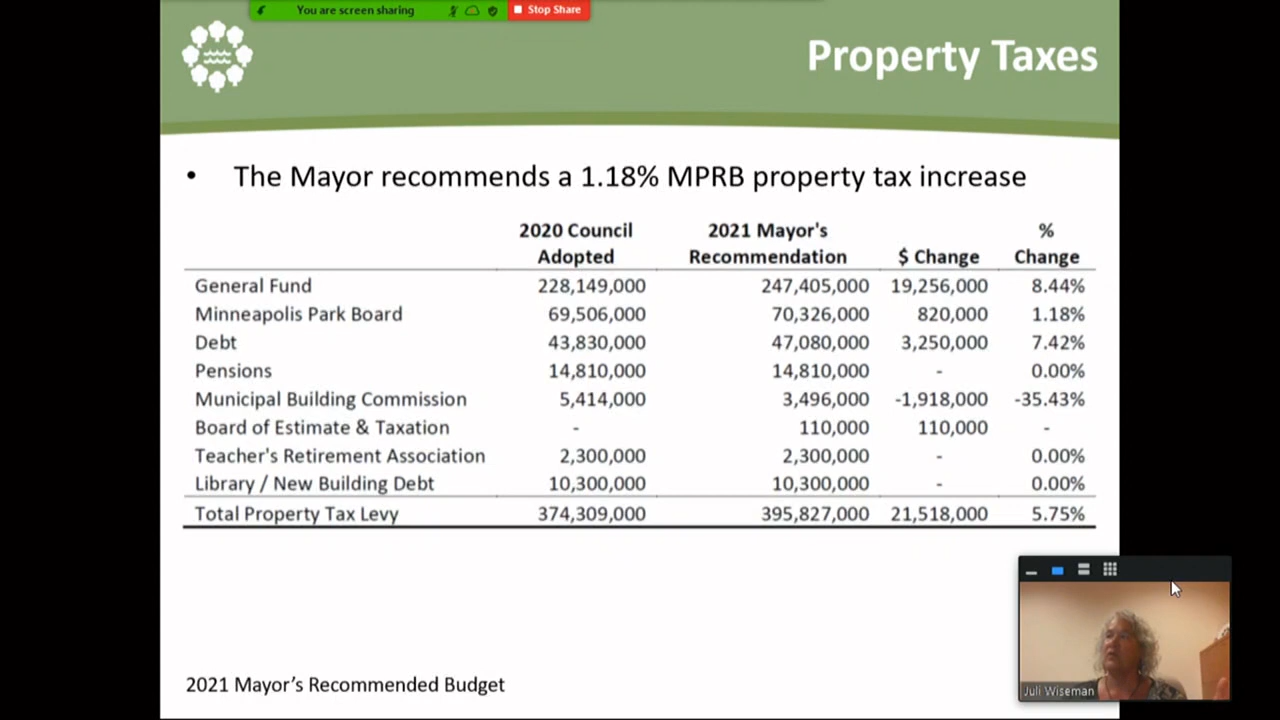 You are screen sharing
Stop Share
Property Taxes
• The Mayor recommends a 1.18% MPRB property tax increase
2020 Council 2021 Mayor's %
Adopted Recommendation $ Change Change
General Fund 228,149,000 247,405,000 19,256,000 8.44%
Minneapolis Park Board 69,506,000 70,326,000 820,000 1.18%
Debt 43,830,000 47,080,000 3,250,000 7.42%
Pensions 14,810,000 14,810,000 - 0.00%
Municipal Building Commission 5,414,000 3,496,000 -1,918,000 -35.43%
Board of Estimate & Taxation - 110,000 110,000 -
Teacher's Retirement Association 2,300,000 2,300,000 - 0.00%
Library / New Building Debt 10,300,000 10,300,000 - 0.00%
Total Property Tax Levy 374,309,000 395,827,000 21,518,000 5.75%
2021 Mayor’s Recommended Budget
Juli Wiseman